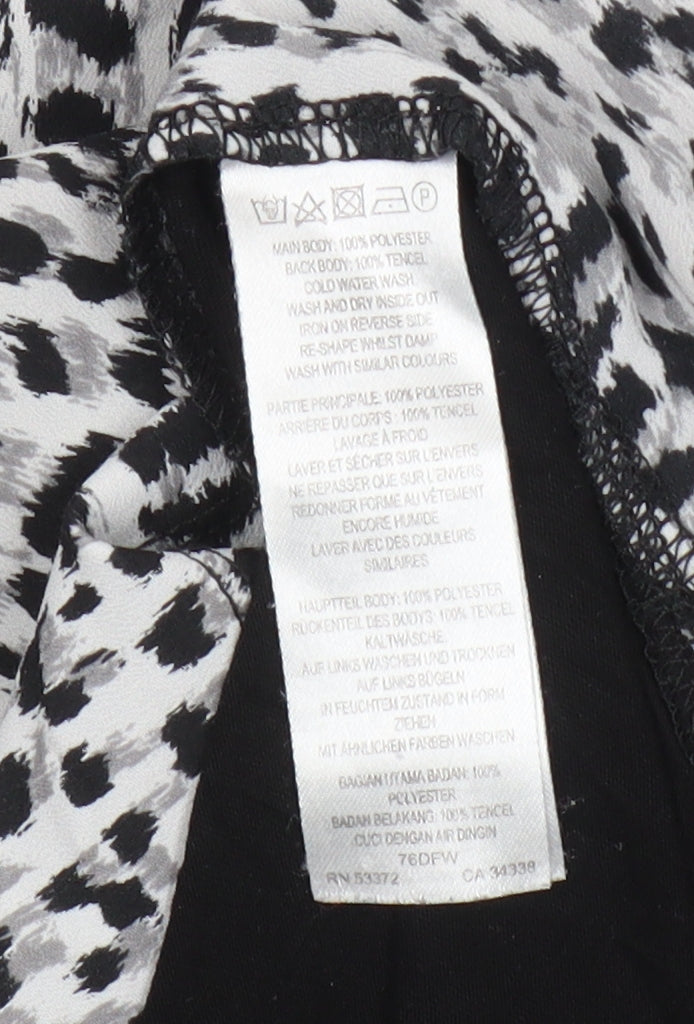 P
MAIN BODY: 100% POLYESTER
BACK BODY: 100% TENCEL
COLD WATER WASH
WASH AND DRY INSIDE OUT
IRON ON REVERSE SIDE
RE-SHAPE WHILST DAMP
WASH WITH SIMILAR COLOURS
PARTIE PRINCIPALE: 100% POLYESTER
ARRIÈRE DU CORPS : 100% TENCEL
LAVAGE À FROID
LAVER ET SÉCHER SUR L'ENVERS
NE REPASSER QUE SUR L'ENVERS
REDONNER FORME AU VÊTEMENT
ENCORE HUMIDE
LAVER AVEC DES COULEURS
SIMILAIRES
HAUPTTEIL BODY: 100% POLYESTER
RÜCKENTEIL DES BODYS: 100% TENCEL
KALTWÄSCHE
AUF LINKS WASCHEN UND TROCKNEN
AUF LINKS BÜGELN
IN FEUCHTEM ZUSTAND IN FORM
ZIEHEN
MIT ÄHNLICHEN FARBEN WASCHEN
BAGIAN UTAMA BADAN: 100%
POLYESTER
BADAN BELAKANG: 100% TENCEL
CUCI DENGAN AIR DINGIN
76DFW
RN 53372 CA 34338